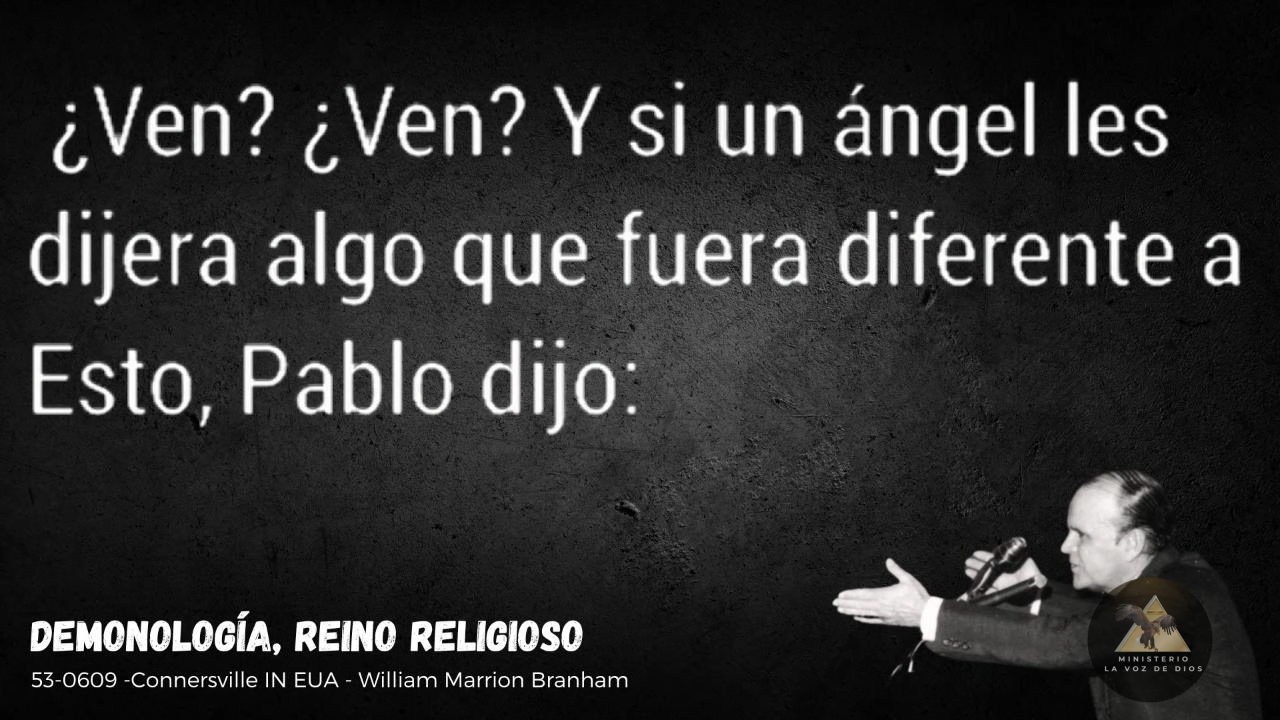 ¿Ven? ¿Ven? Y si un ángel les
dijera algo que fuera diferente a
Esto, Pablo dijo:
DEMONOLOGÍA, REINO RELIGIOSO
53-0609 -Connersville IN EUA - William Marrion Branham
MINISTERIO
LA VOZ DE DIOS